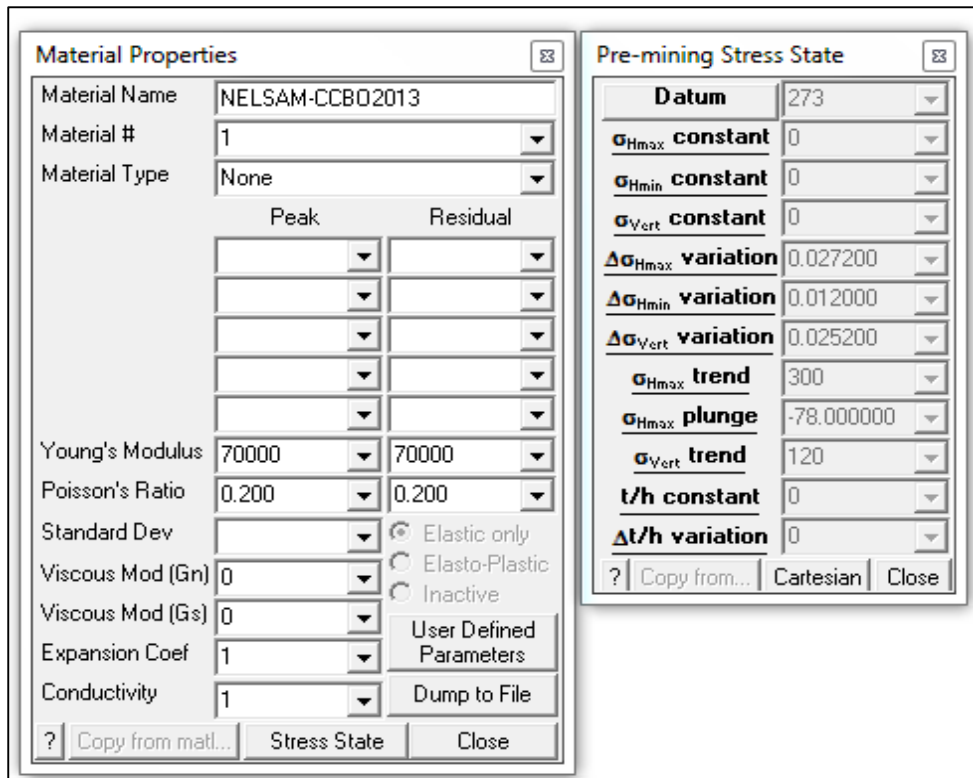 Material Properties
Material Name NELSAM-CCBO2013
Material # 1
Material Type None
Peak Residual
Young's Modulus 70000 70000
Poisson's Ratio 0.200 0.200
Standard Dev Elastic only
Elasto-Plastic
Viscous Mod (Gn) 0
Inactive
Viscous Mod (Gs) 0
User Defined Parameters
Expansion Coef 1
Conductivity 1 Dump to File
? Copy from matl... Stress State Close
Pre-mining Stress State
Datum 273
σHmax constant 0
σHmin constant 0
σVert constant 0
ΔσHmax variation 0.027200
ΔσHmin variation 0.012000
ΔσVert variation 0.025200
σHmax trend 300
σHmax plunge -78.000000
σVert trend 120
t/h constant 0
Δt/h variation 0
? Copy from... Cartesian Close